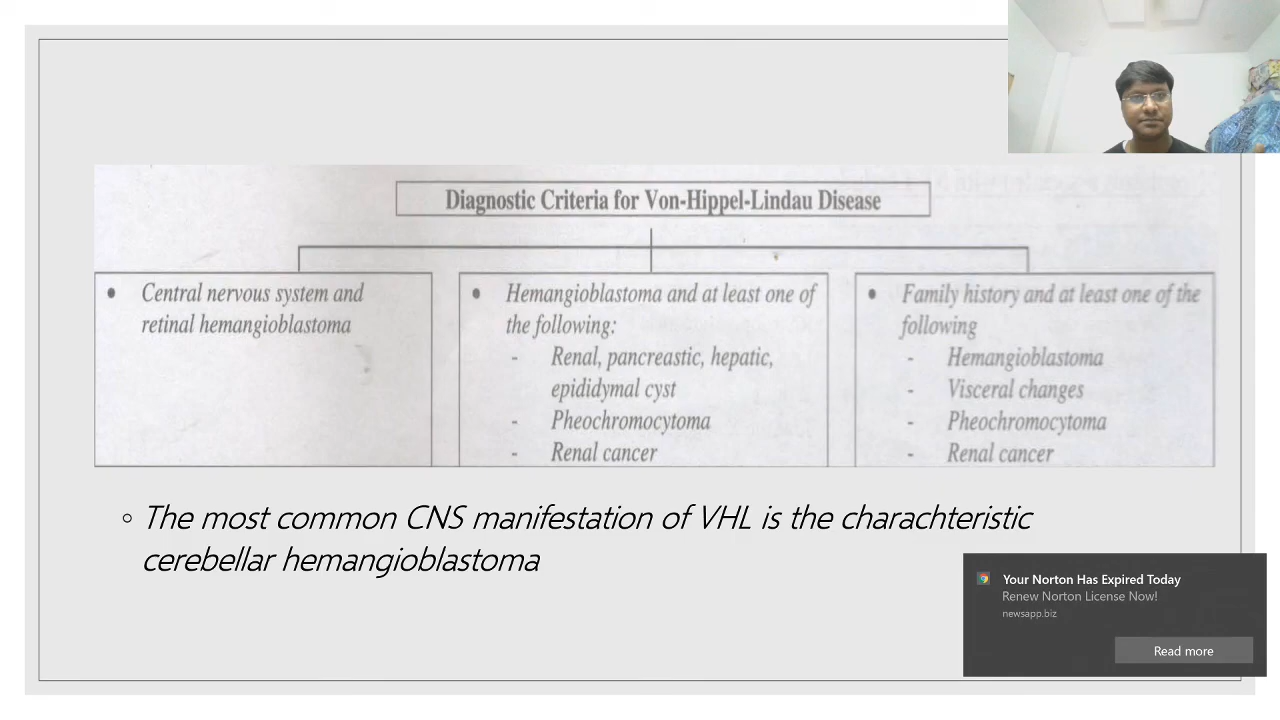 Diagnostic Criteria for Von-Hippel-Lindau Disease
• Central nervous system and
retinal hemangioblastoma
• Hemangioblastoma and at least one of
the following:
- Renal, pancreastic, hepatic,
epididymal cyst
- Pheochromocytoma
- Renal cancer
• Family history and at least one of the
following
- Hemangioblastoma
- Visceral changes
- Pheochromocytoma
- Renal cancer
◦ The most common CNS manifestation of VHL is the charachteristic
cerebellar hemangioblastoma
Your Norton Has Expired Today
Renew Norton License Now!
newsapp.biz
Read more